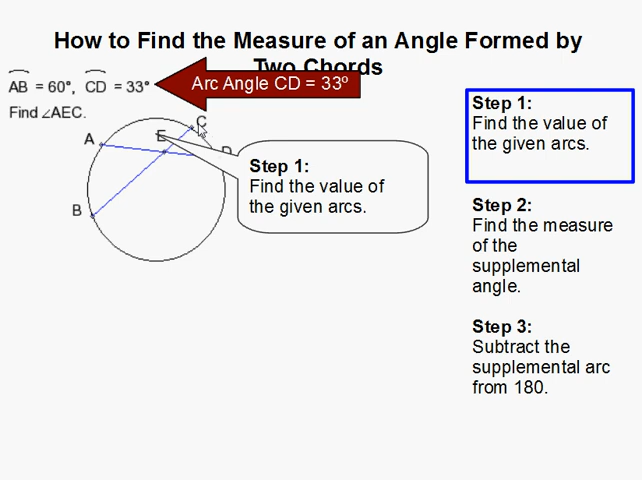 How to Find the Measure of an Angle Formed by
Two Chords
AB = 60°, CD = 33°
Arc Angle CD = 33º
Find ∠AEC.
A
E
C
D
B
Step 1:
Find the value of
the given arcs.
Step 1:
Find the value of
the given arcs.
Step 2:
Find the measure
of the
supplemental
angle.
Step 3:
Subtract the
supplemental arc
from 180.